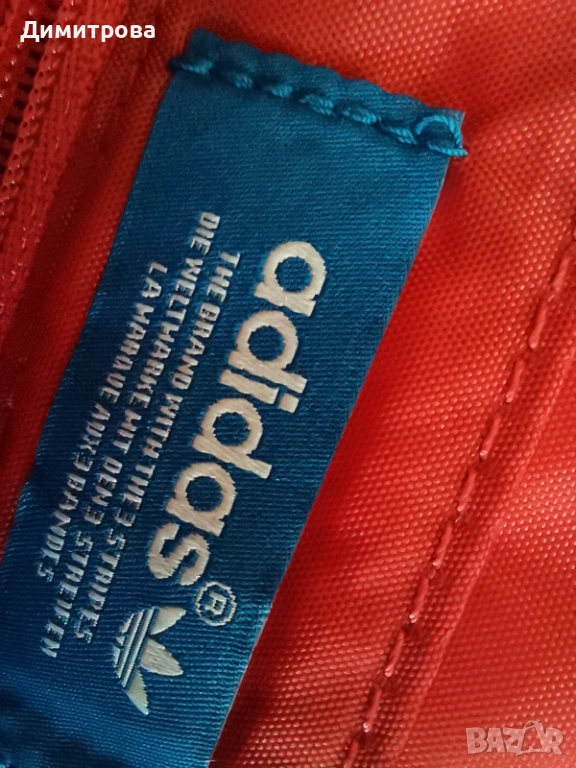 Димитрова
adidas®
THE BRAND WITH THE 3 STRIPES
DIE WELTMARKE MIT DEN 3 STREIFEN
LA MARQUE AUX 3 BANDES
BAZAR